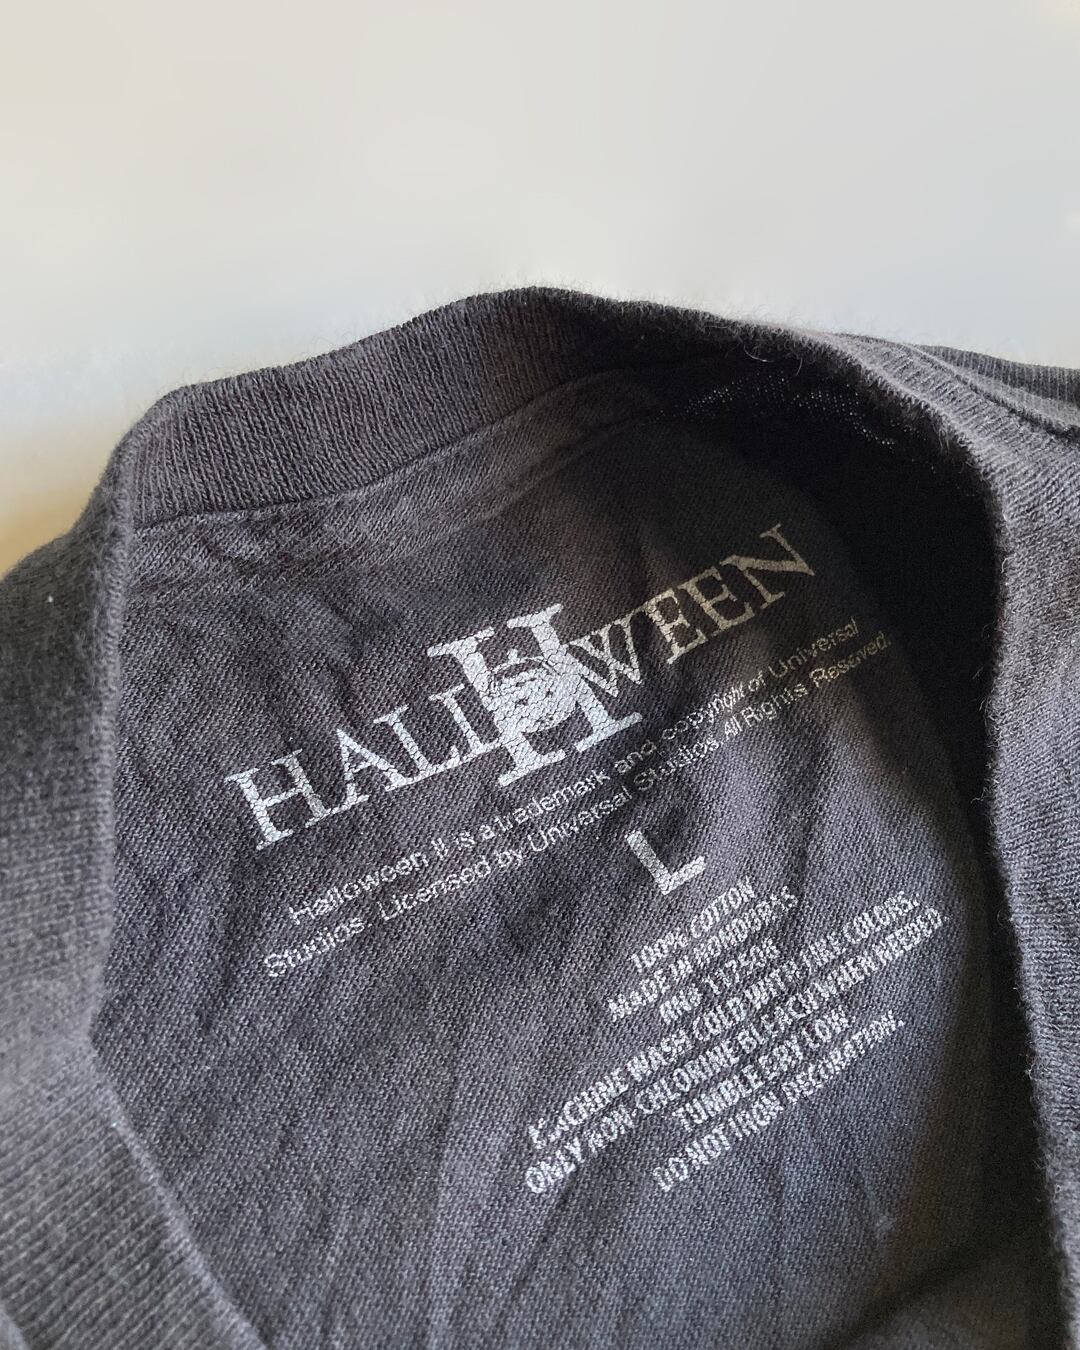 HALLOWEEN
Halloween II is a trademark and copyright of Universal
Studios. Licensed by Universal Studios. All Rights Reserved.
L
100% COTTON
MADE IN HONDURAS
RN# 117506
MACHINE WASH COLD WITH LIKE COLORS.
ONLY NON-CHLORINE BLEACH WHEN NEEDED.
TUMBLE DRY LOW
DO NOT IRON DECORATION.